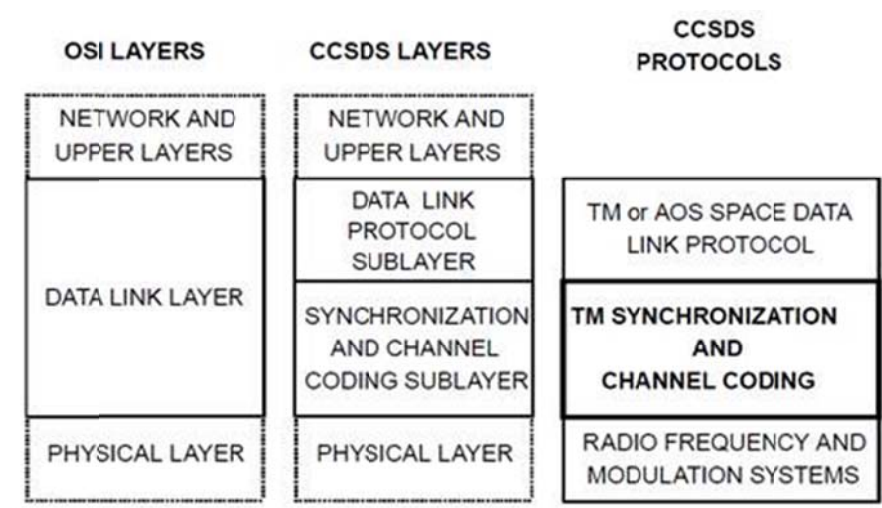 OSI LAYERS
CCSDS LAYERS
CCSDS
PROTOCOLS
NETWORK AND
UPPER LAYERS
DATA LINK LAYER
PHYSICAL LAYER
NETWORK AND
UPPER LAYERS
DATA LINK
PROTOCOL
SUBLAYER
SYNCHRONIZATION
AND CHANNEL
CODING SUBLAYER
PHYSICAL LAYER
TM or AOS SPACE DATA
LINK PROTOCOL
TM SYNCHRONIZATION
AND
CHANNEL CODING
RADIO FREQUENCY AND
MODULATION SYSTEMS